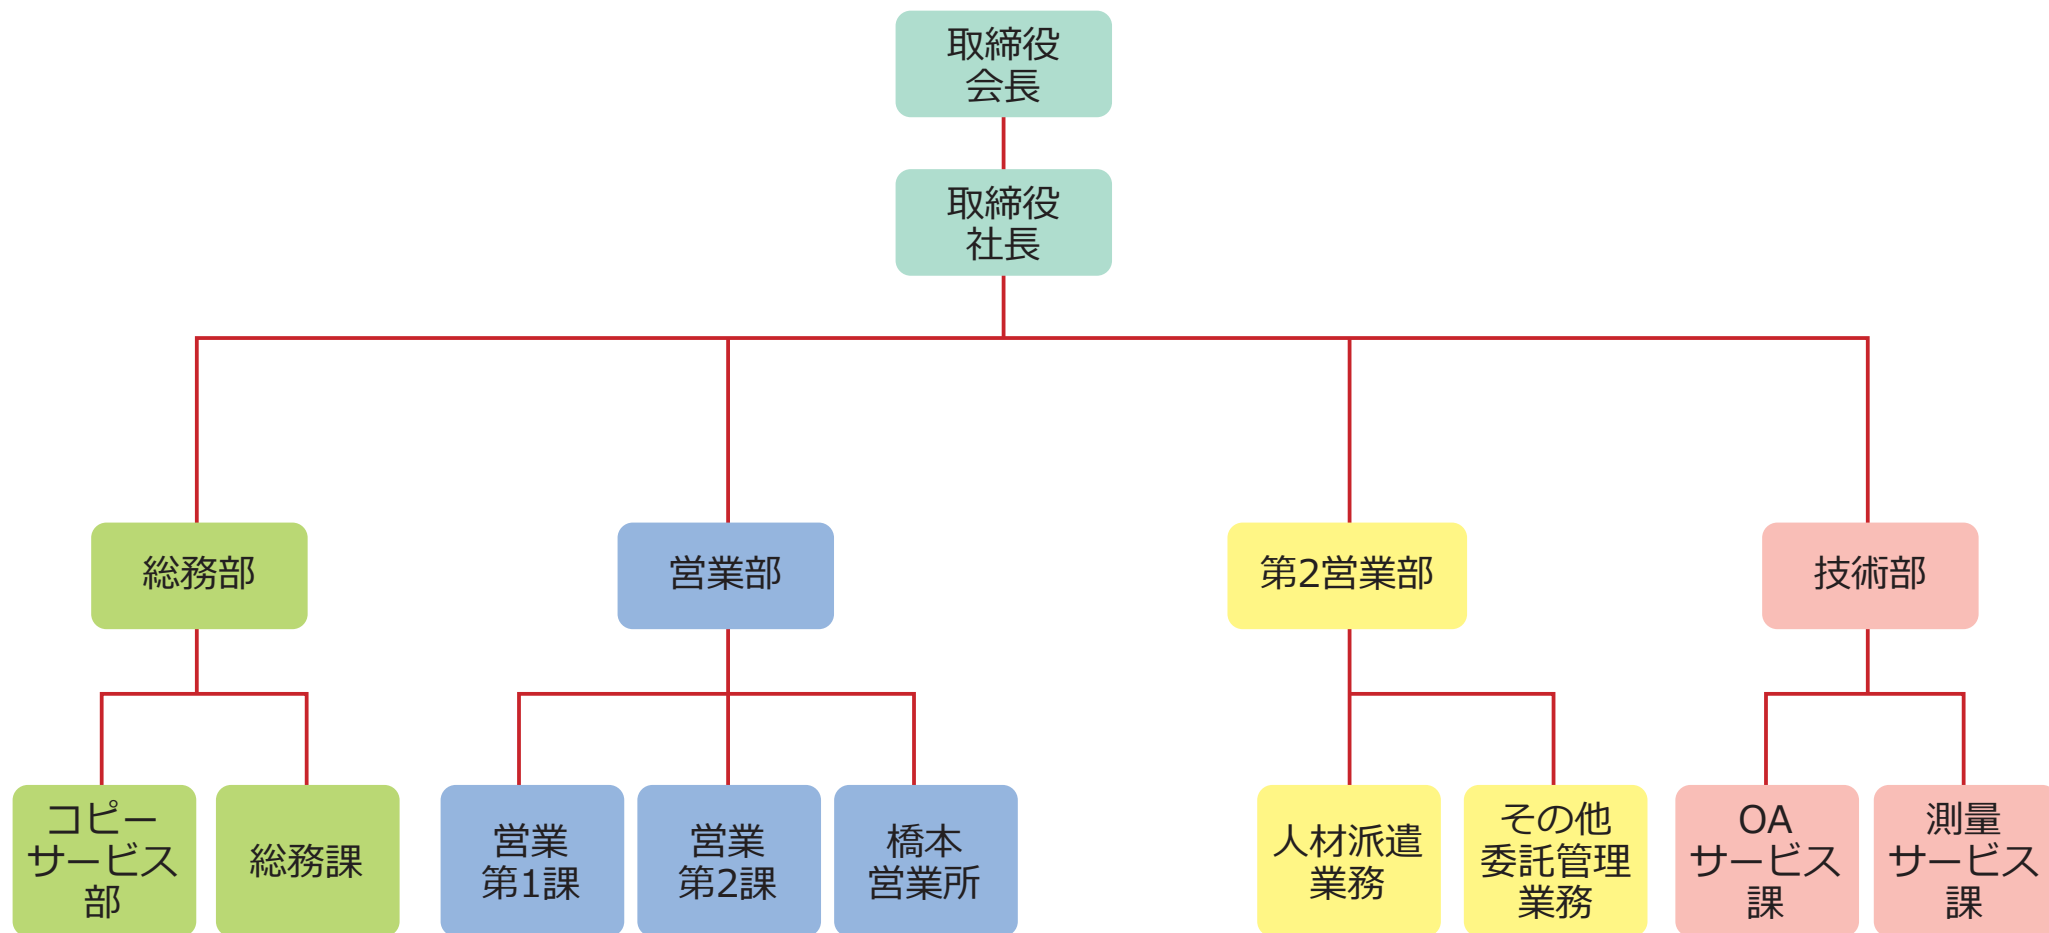 取締役
会長
取締役
社長
総務部
営業部
第2営業部
技術部
コピー
サービス
部
総務課
営業
第1課
営業
第2課
橋本
営業所
人材派遣
業務
その他
委託管理
業務
OA
サービス
課
測量
サービス
課